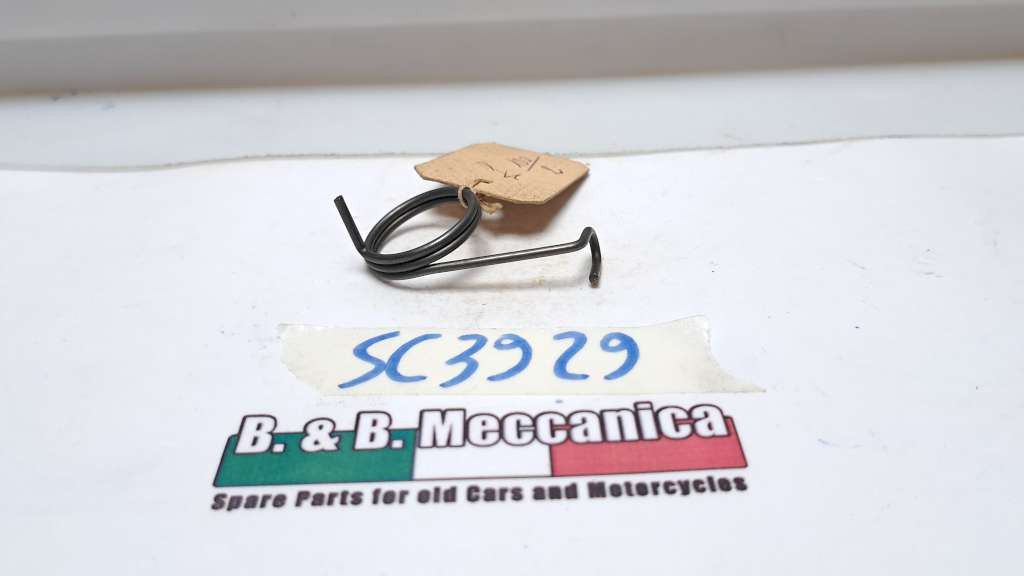 SC3929
B. & B. Meccanica
Spare Parts for old Cars and Motorcycles